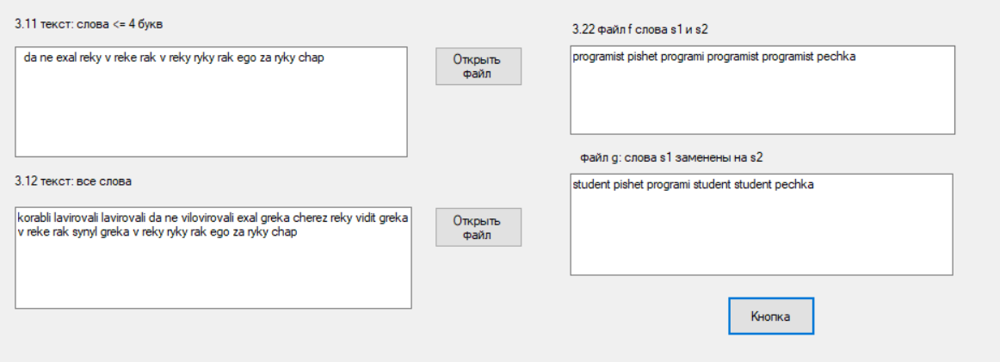 3.11 текст: слова <= 4 букв
da ne exal reky v reke rak v reky ryky rak ego za ryky chap
Открыть
файл
3.12 текст: все слова
korabli lavirovali lavirovali da ne vilovirovali exal greka cherez reky vidit greka
v reke rak synyl greka v reky ryky rak ego za ryky chap
Открыть
файл
3.22 файл f слова s1 и s2
programist pishet programi programist programist pechka
файл g: слова s1 заменены на s2
student pishet programi student student pechka
Кнопка